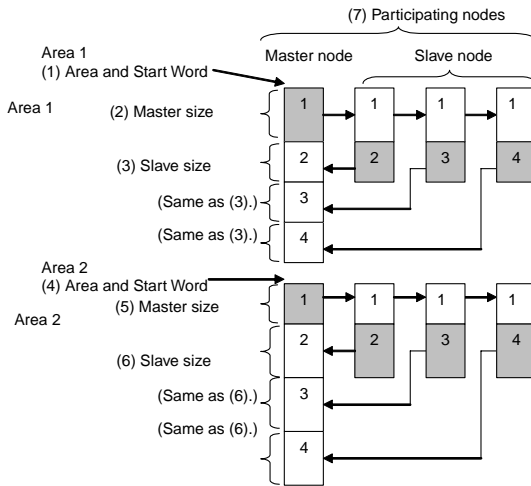 (7) Participating nodes
Area 1
(1) Area and Start Word
Master node
Slave node
Area 1
(2) Master size
1
1
1
1
(3) Slave size
2
2
3
4
(Same as (3).)
3
(Same as (3).)
4
Area 2
(4) Area and Start Word
(5) Master size
1
1
1
1
Area 2
(6) Slave size
2
2
3
4
(Same as (6).)
3
(Same as (6).)
4